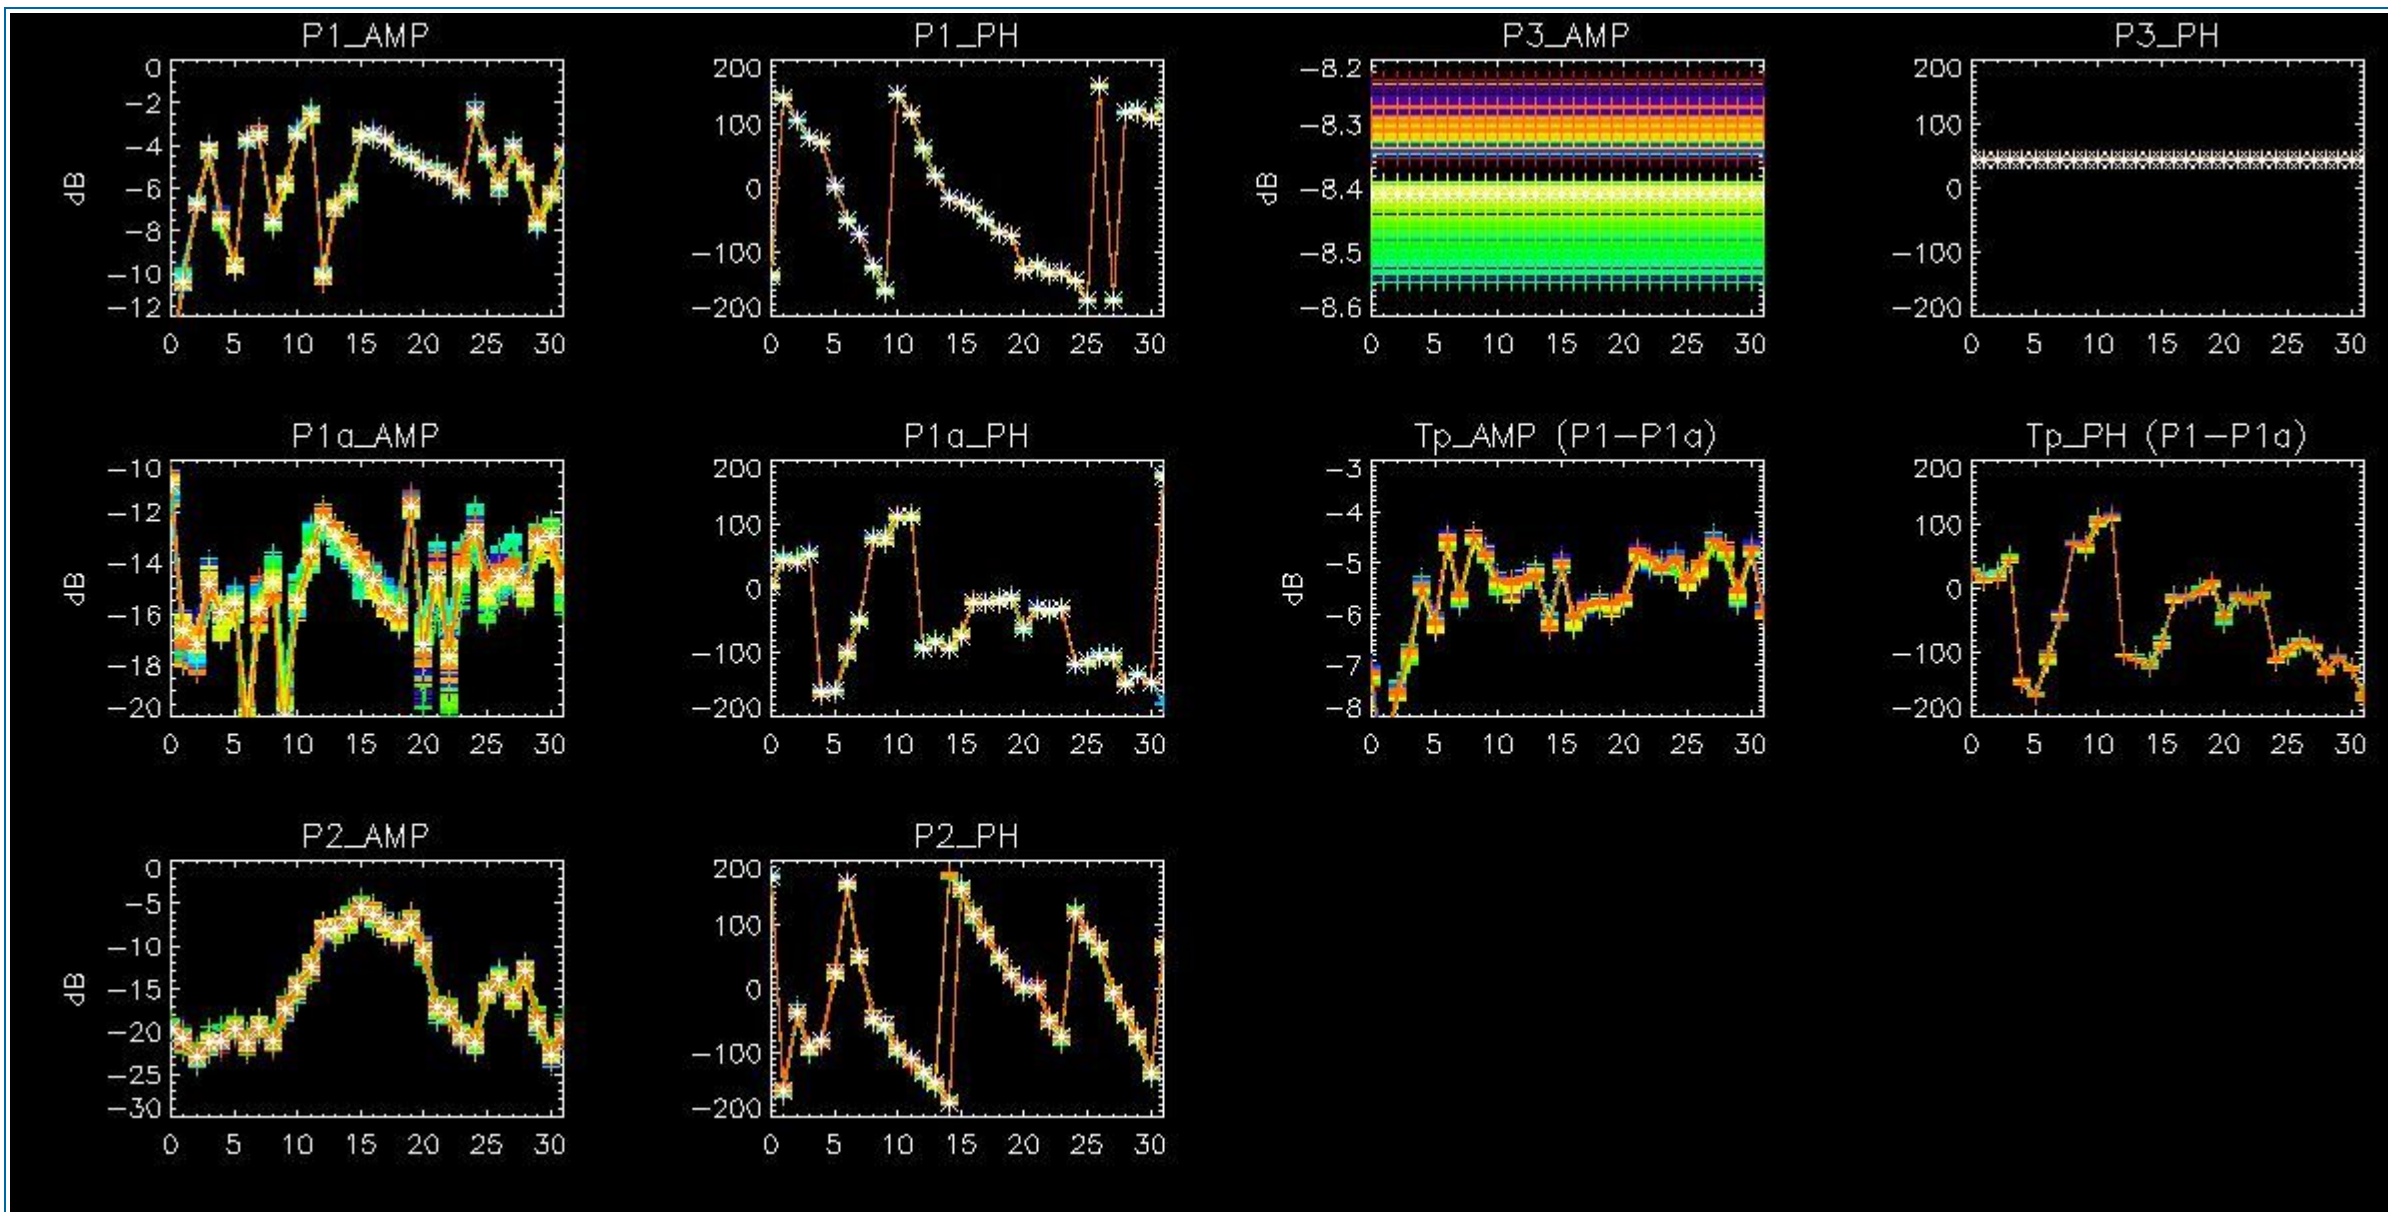 P1_AMP
0
−2
−4
−6
−8
−10
−12
dB
0 5 10 15 20 25 30
P1_PH
200
100
0
−100
−200
0 5 10 15 20 25 30
P3_AMP
−8.2
−8.3
−8.4
−8.5
−8.6
dB
0 5 10 15 20 25 30
P3_PH
200
100
0
−100
−200
0 5 10 15 20 25 30
P1a_AMP
−10
−12
−14
−16
−18
−20
dB
0 5 10 15 20 25 30
P1a_PH
200
100
0
−100
−200
0 5 10 15 20 25 30
Tp_AMP (P1−P1a)
−3
−4
−5
−6
−7
−8
dB
0 5 10 15 20 25 30
Tp_PH (P1−P1a)
200
100
0
−100
−200
0 5 10 15 20 25 30
P2_AMP
0
−5
−10
−15
−20
−25
−30
dB
0 5 10 15 20 25 30
P2_PH
200
100
0
−100
−200
0 5 10 15 20 25 30